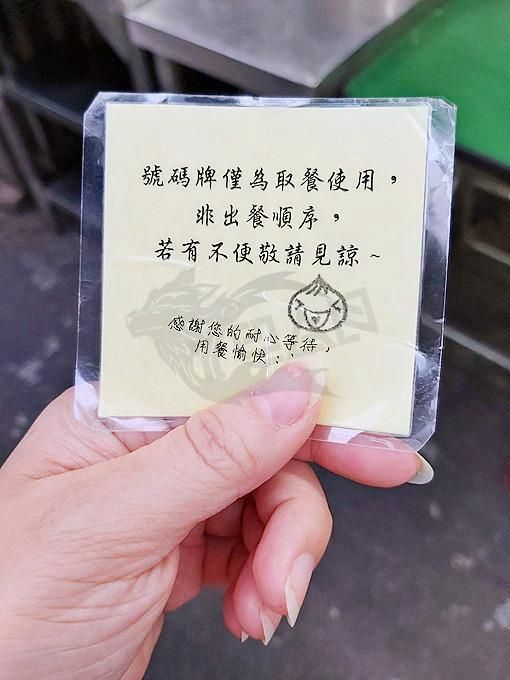 號碼牌僅為取餐使用，
非出餐順序，
若有不便敬請見諒~
感謝您的耐心等待，
用餐愉快：